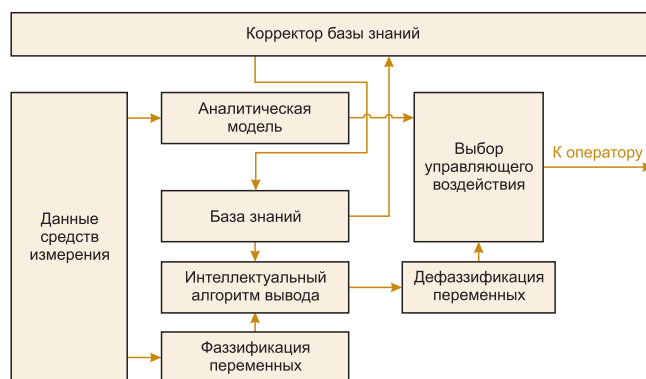 Корректор базы знаний
Аналитическая
модель
Выбор
управляющего
воздействия
К оператору
Данные
средств
измерения
База знаний
Интеллектуальный
алгоритм вывода
Дефаззификация
переменных
Фаззификация
переменных